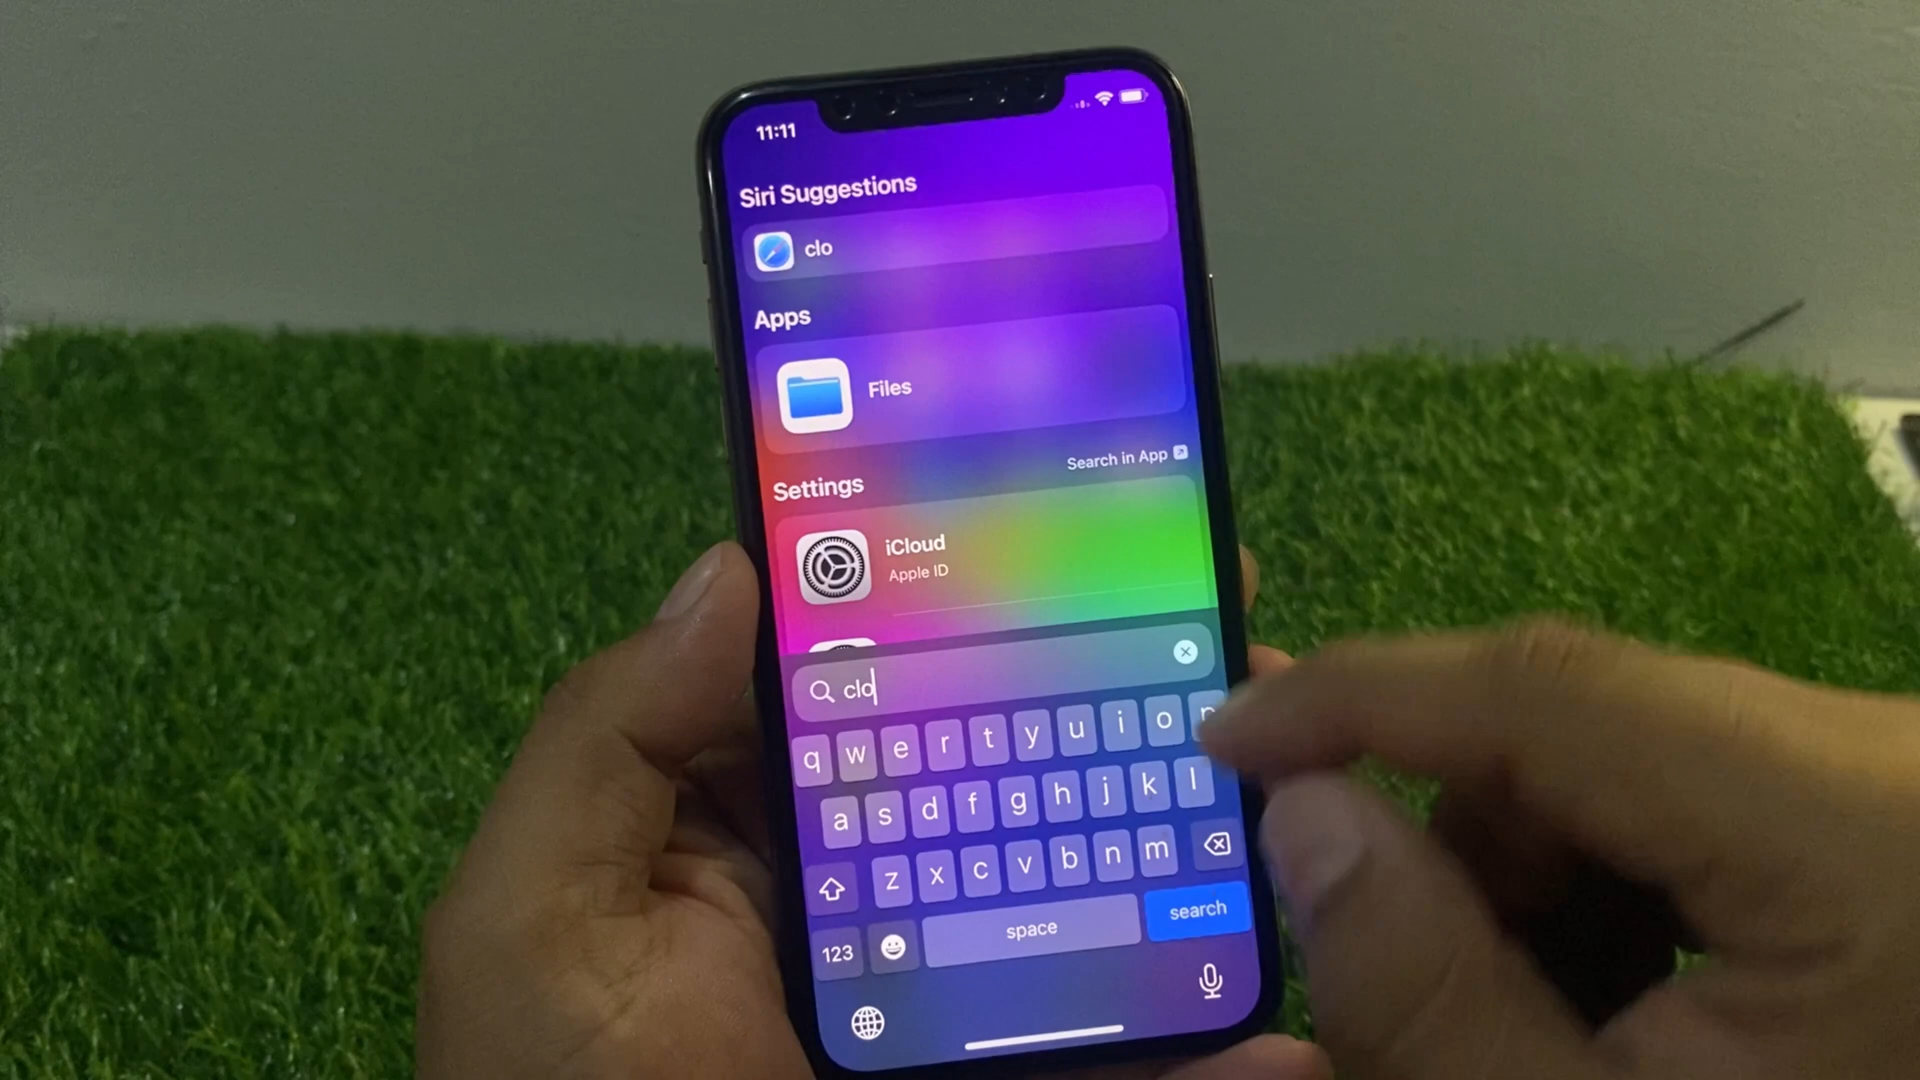 11:11
Siri Suggestions
clo
Apps
Files
Search in App
Settings
iCloud
Apple ID
clo
q w e r t y u i o p
a s d f g h j k l
z x c v b n m
123 space search